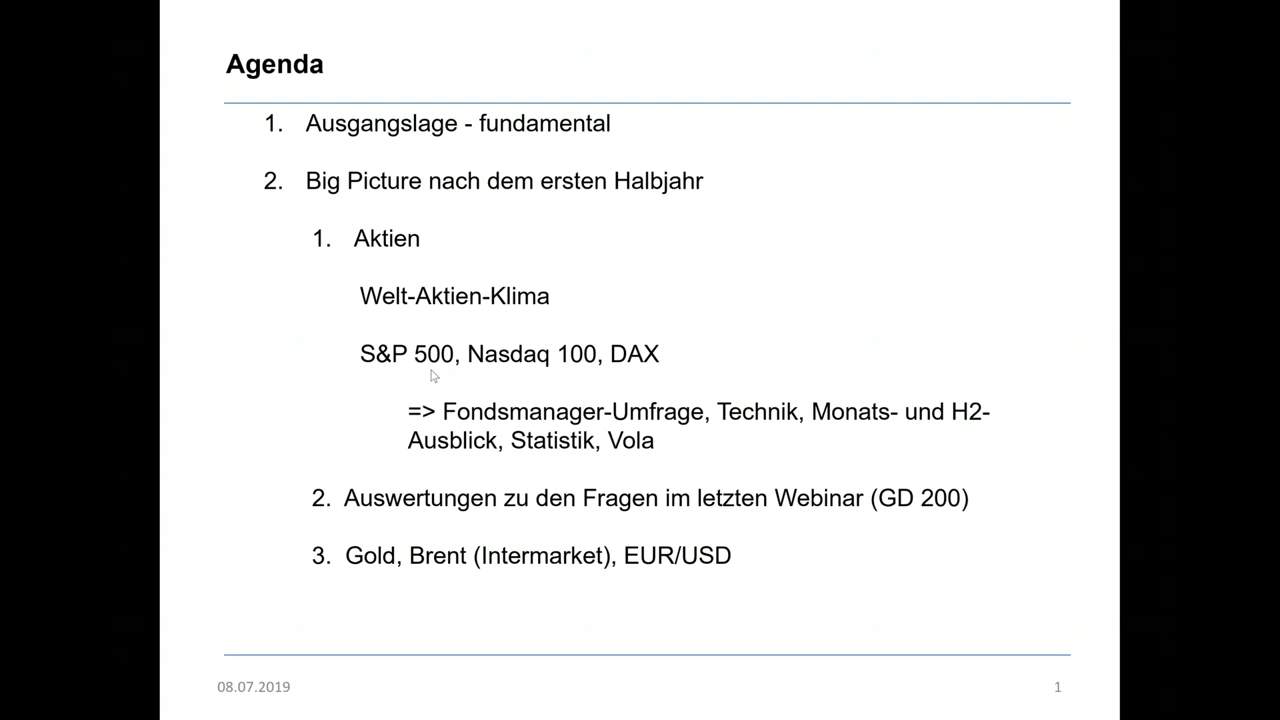 Agenda
1. Ausgangslage - fundamental
2. Big Picture nach dem ersten Halbjahr
1. Aktien
Welt-Aktien-Klima
S&P 500, Nasdaq 100, DAX
=> Fondsmanager-Umfrage, Technik, Monats- und H2-
Ausblick, Statistik, Vola
2. Auswertungen zu den Fragen im letzten Webinar (GD 200)
3. Gold, Brent (Intermarket), EUR/USD
08.07.2019 1